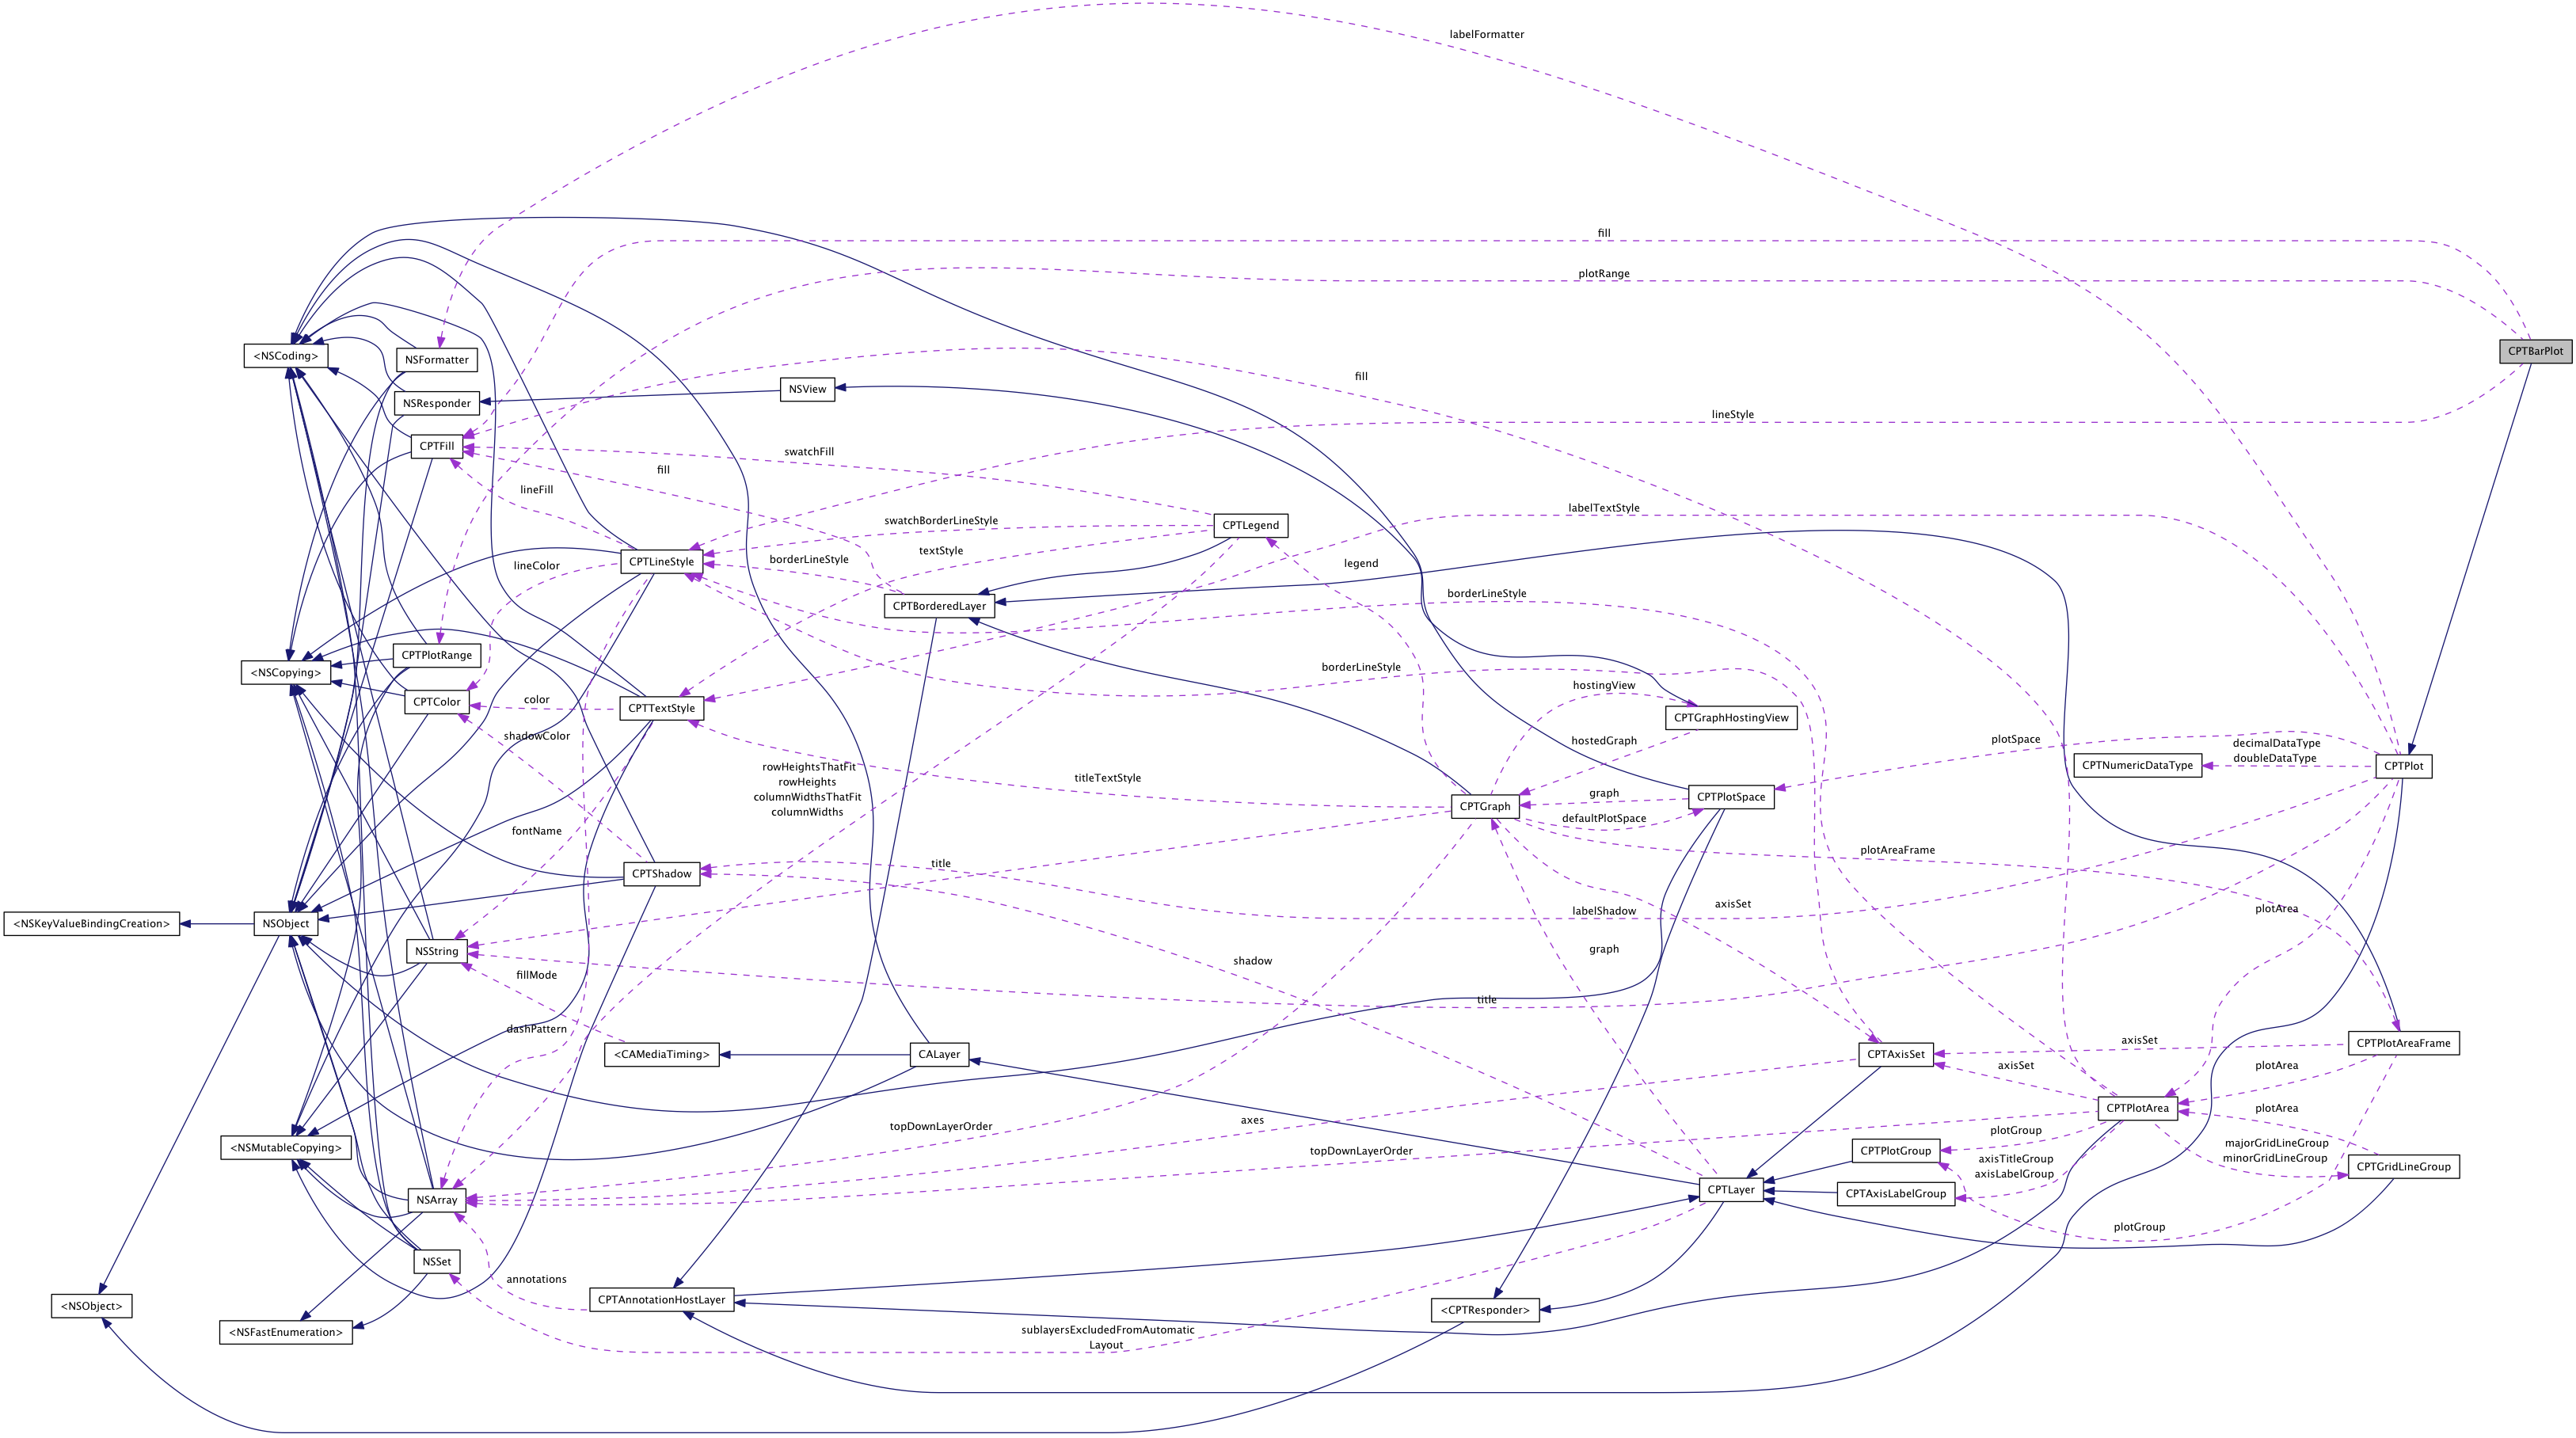 labelFormatter
fill
plotRange
<NSCoding>
NSFormatter
CPTBarPlot
fill
NSView
NSResponder
lineStyle
CPTFill
swatchFill
fill
lineFill
labelTextStyle
swatchBorderLineStyle
CPTLegend
textStyle
borderLineStyle
CPTLineStyle
lineColor
legend
borderLineStyle
CPTBorderedLayer
CPTPlotRange
<NSCopying>
borderLineStyle
hostingView
color
CPTColor
CPTTextStyle
CPTGraphHostingView
shadowColor
hostedGraph
plotSpace
decimalDataType
doubleDataType
CPTNumericDataType
CPTPlot
rowHeightsThatFit
rowHeights
columnWidthsThatFit
columnWidths
titleTextStyle
graph
CPTPlotSpace
CPTGraph
defaultPlotSpace
fontName
plotAreaFrame
title
CPTShadow
labelShadow
axisSet
plotArea
<NSKeyValueBindingCreation>
NSObject
NSString
graph
shadow
fillMode
title
dashPattern
<CAMediaTiming>
CALayer
CPTAxisSet
axisSet
CPTPlotAreaFrame
axisSet
plotArea
CPTPlotArea
plotArea
axes
topDownLayerOrder
plotGroup
majorGridLineGroup
minorGridLineGroup
<NSMutableCopying>
topDownLayerOrder
CPTPlotGroup
axisTitleGroup
axisLabelGroup
CPTGridLineGroup
NSArray
CPTLayer
CPTAxisLabelGroup
plotGroup
NSSet
annotations
<NSObject>
CPTAnnotationHostLayer
<CPTResponder>
<NSFastEnumeration>
sublayersExcludedFromAutomatic
Layout